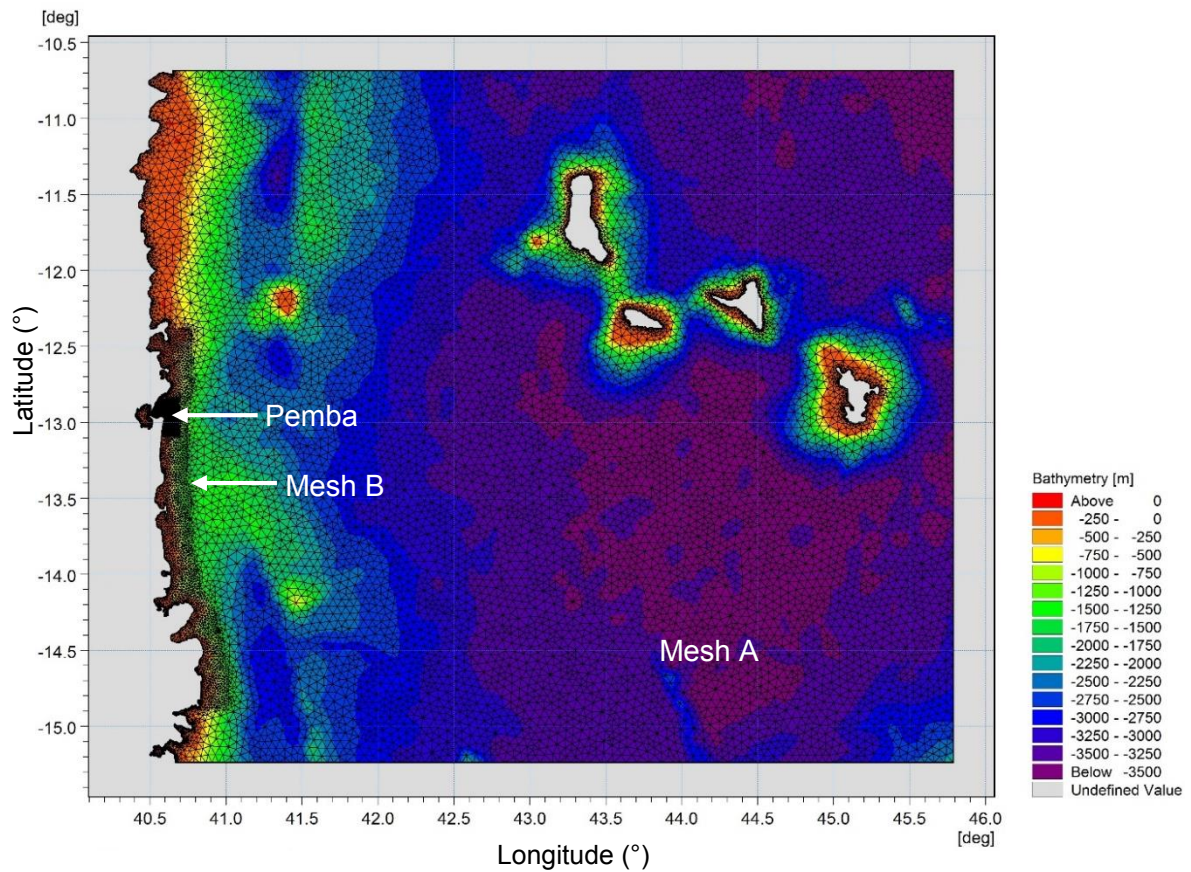 [deg]
-10.5
-11.0
-11.5
-12.0
-12.5
-13.0
-13.5
-14.0
-14.5
-15.0
Latitude (°)
Pemba
Mesh B
Mesh A
40.5 41.0 41.5 42.0 42.5 43.0 43.5 44.0 44.5 45.0 45.5 46.0
[deg]
Longitude (°)
Bathymetry [m]
Above 0
-250 - 0
-500 - -250
-750 - -500
-1000 - -750
-1250 - -1000
-1500 - -1250
-1750 - -1500
-2000 - -1750
-2250 - -2000
-2500 - -2250
-2750 - -2500
-3000 - -2750
-3250 - -3000
-3500 - -3250
Below -3500
Undefined Value